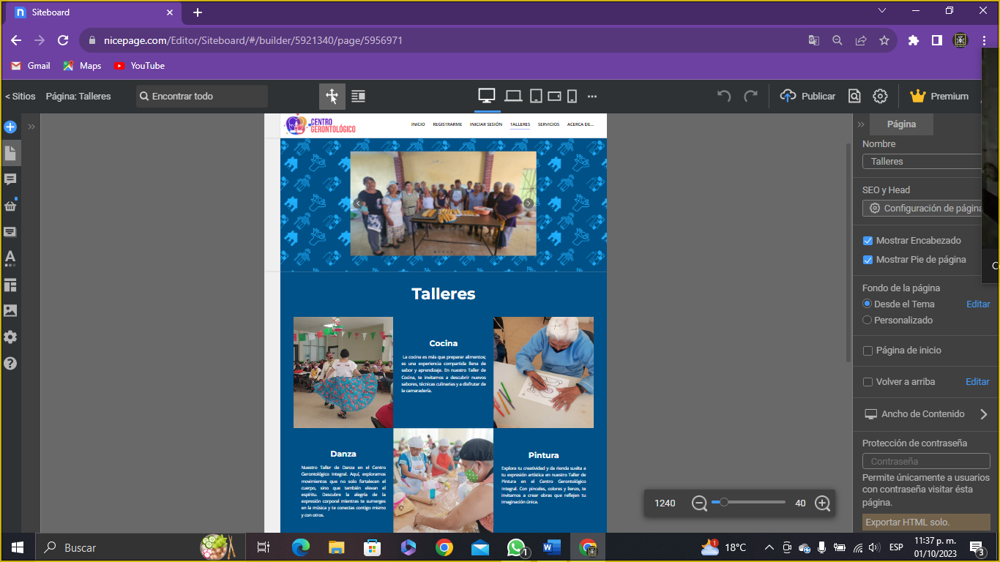 Siteboard
nicepage.com/Editor/Siteboard/#/builder/5921340/page/5956971
Gmail
Maps
YouTube
< Sitios
Página: Talleres
Encontrar todo
Publicar
Premium
CENTRO
GERONTOLÓGICO
INICIO
REGISTRARME
INICIAR SESIÓN
TALLERES
SERVICIOS
ACERCA DE...
Talleres
Cocina
La cocina es más que preparar alimentos;
es una experiencia compartida llena de
sabor y aprendizaje. En nuestro Taller de
Cocina, te invitamos a descubrir nuevos
sabores, técnicas culinarias y a disfrutar de
la camaradería.
Danza
Nuestro Taller de Danza en el Centro
Gerontológico Integral. Aquí, exploramos
movimientos que no solo fortalecen el
cuerpo, sino que también elevan el
espíritu. Descubre la alegría de la
expresión corporal mientras te sumerges
en la música y te conectas contigo mismo
y con otros.
Pintura
Explora tu creatividad y da rienda suelta a
tu expresión artística en nuestro Taller de
Pintura en el Centro Gerontológico
Integral. Con pinceles, colores y lienzo, te
invitamos a crear obras que reflejen tu
imaginación única.
1240
40
Página
Nombre
Talleres
SEO y Head
Configuración de página
Mostrar Encabezado
Mostrar Pie de página
Fondo de la página
Desde el Tema
Editar
Personalizado
Página de inicio
Volver a arriba
Editar
Ancho de Contenido
Protección de contraseña
Contraseña
Permite únicamente a usuarios
con contraseña visitar ésta
página.
Exportar HTML solo.
Buscar
1
1
18°C
ESP
11:37 p. m.
01/10/2023
3